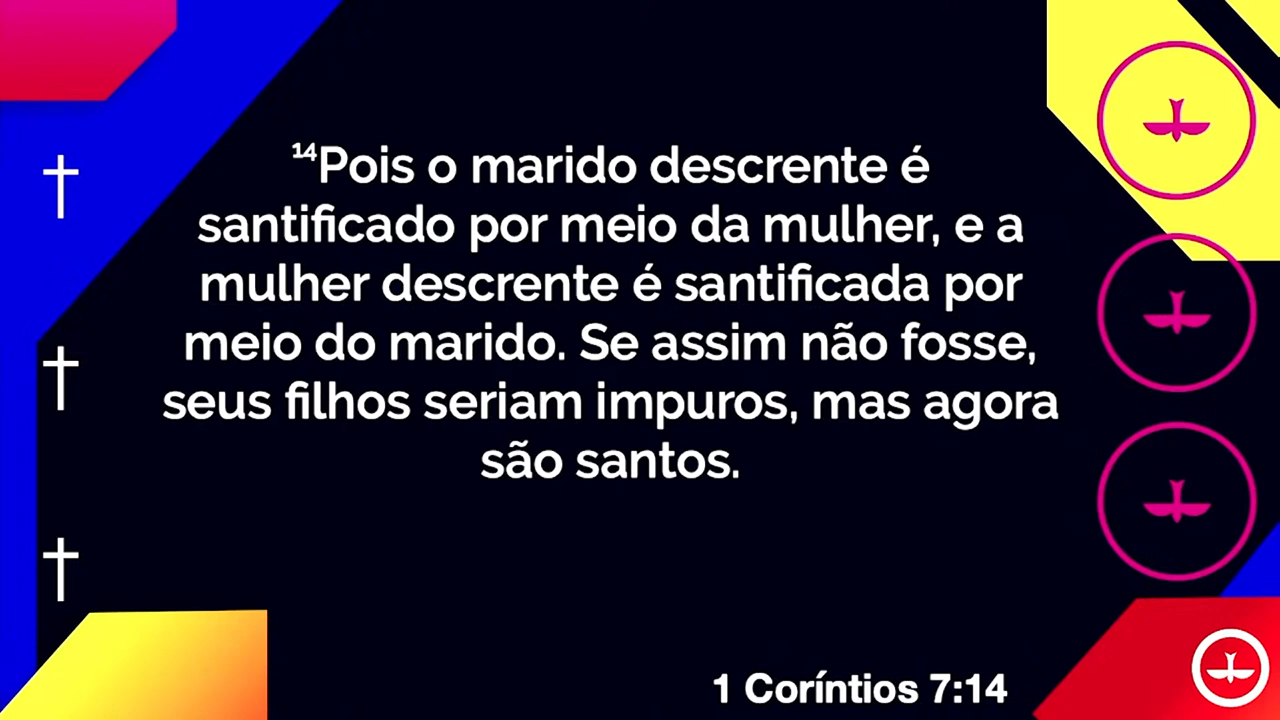 ¹⁴Pois o marido descrente é
santificado por meio da mulher, e a
mulher descrente é santificada por
meio do marido. Se assim não fosse,
seus filhos seriam impuros, mas agora
são santos.
1 Coríntios 7:14